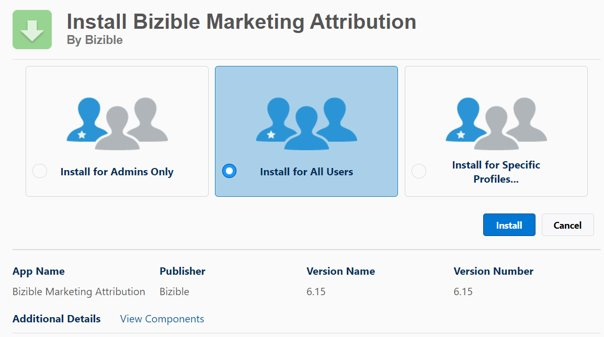 Install Bizible Marketing Attribution
By Bizible
Install for Admins Only
Install for All Users
Install for Specific
Profiles...
Install
Cancel
App Name
Publisher
Version Name
Version Number
Bizible Marketing Attribution
Bizible
6.15
6.15
Additional Details
View Components